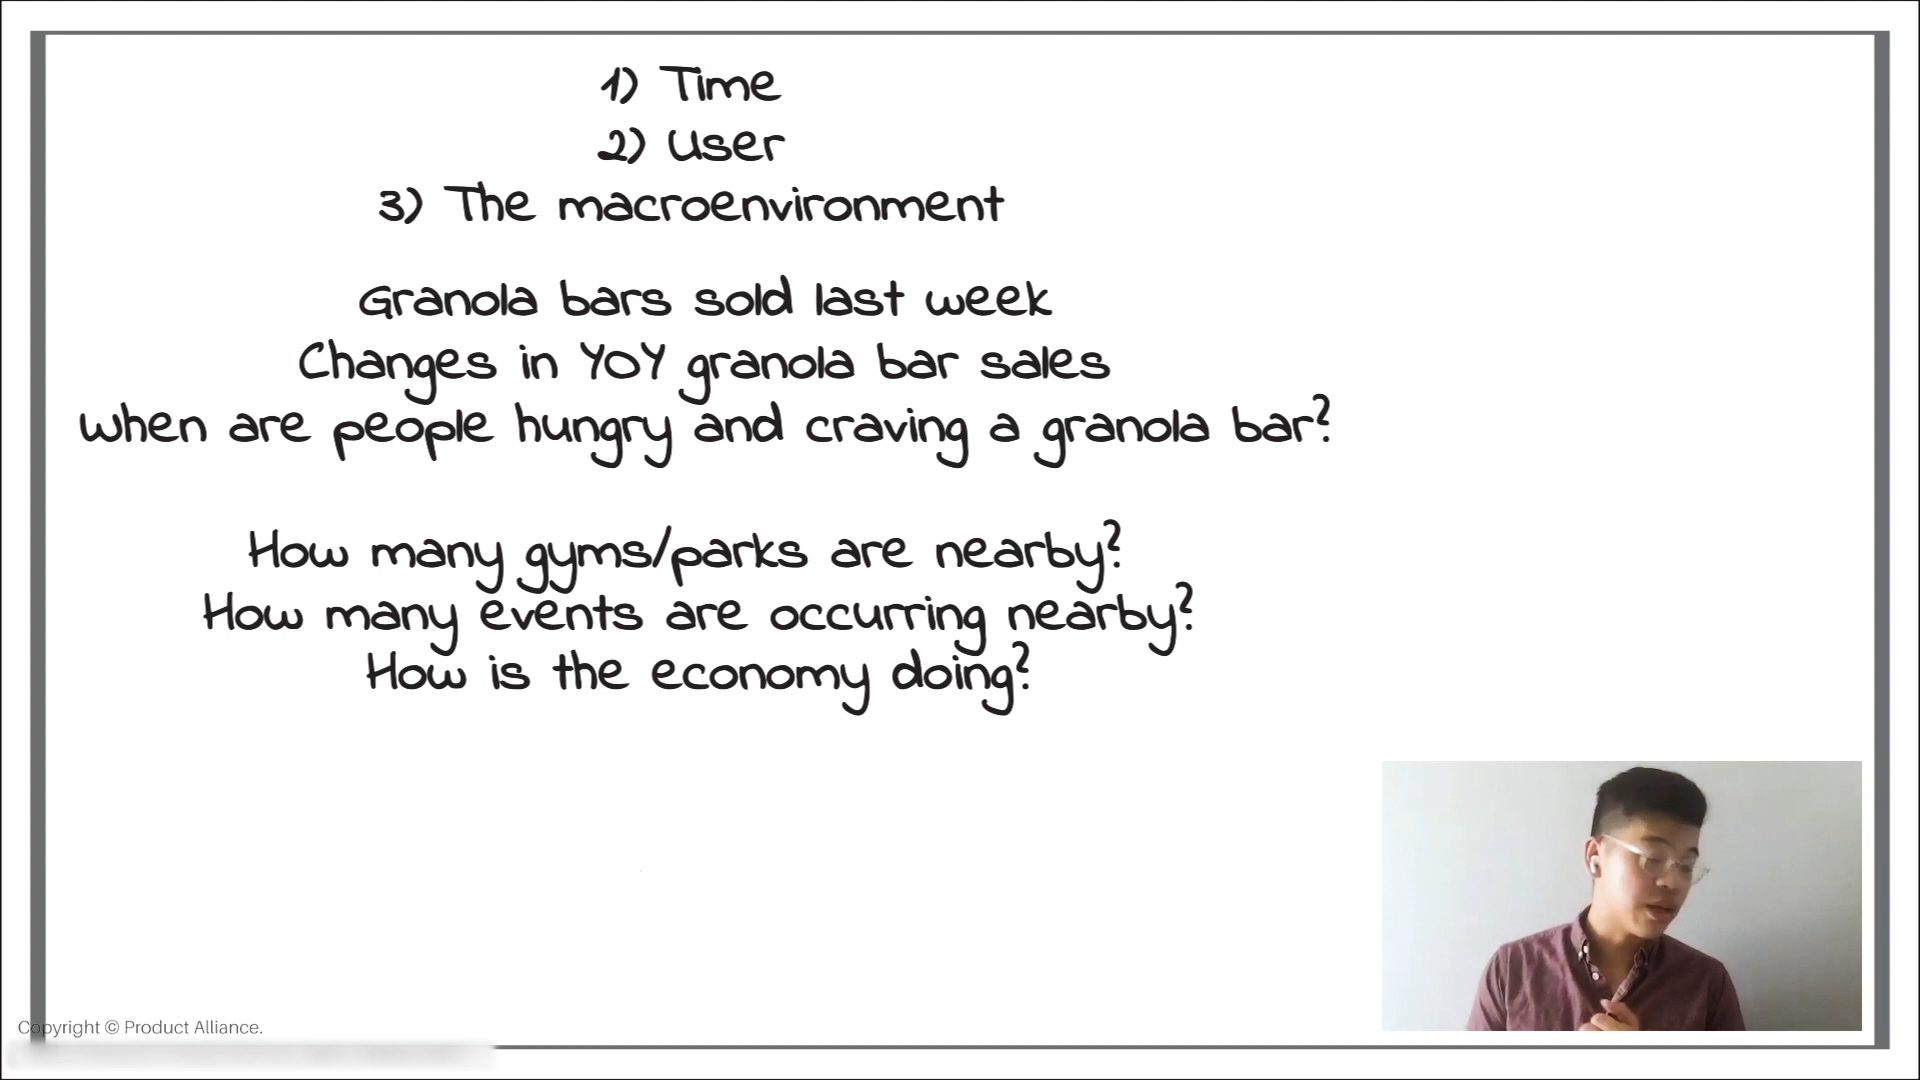 1) Time
2) User
3) The macroenvironment
Granola bars sold last week
Changes in YOY granola bar sales
When are people hungry and craving a granola bar?
How many gyms/parks are nearby?
How many events are occurring nearby?
How is the economy doing?
Copyright © Product Alliance.